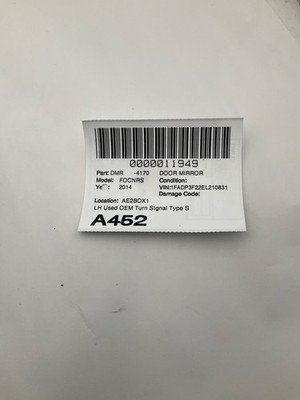 0000011949
Part: DMR -4170 DOOR MIRROR
Model: FOCNRS Condition:
2014 VIN:1FADP3F22EL210831
Damage Code:
Location: AE2BOX1
LH Used OEM Turn Signal Type S
A452